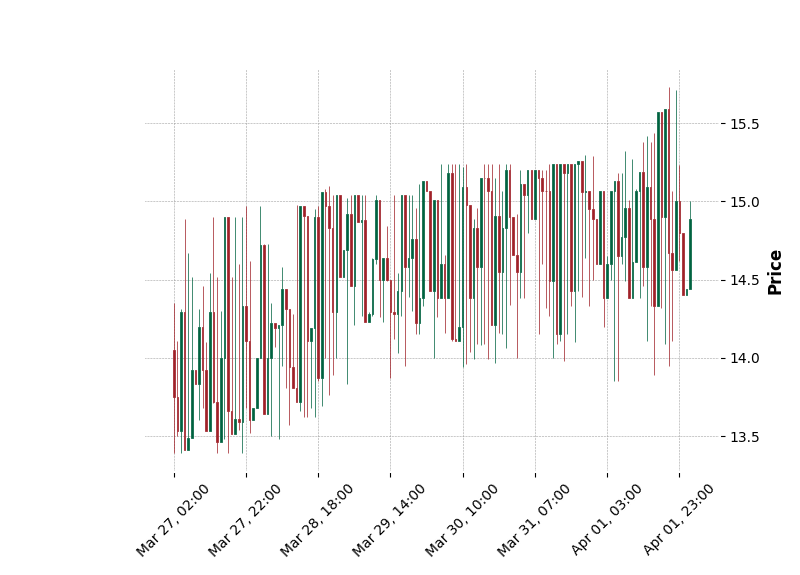 15.5
15.0
14.5
14.0
13.5
Price
Mar 27, 02:00
Mar 27, 22:00
Mar 28, 18:00
Mar 29, 14:00
Mar 30, 10:00
Mar 31, 07:00
Apr 01, 03:00
Apr 01, 23:00